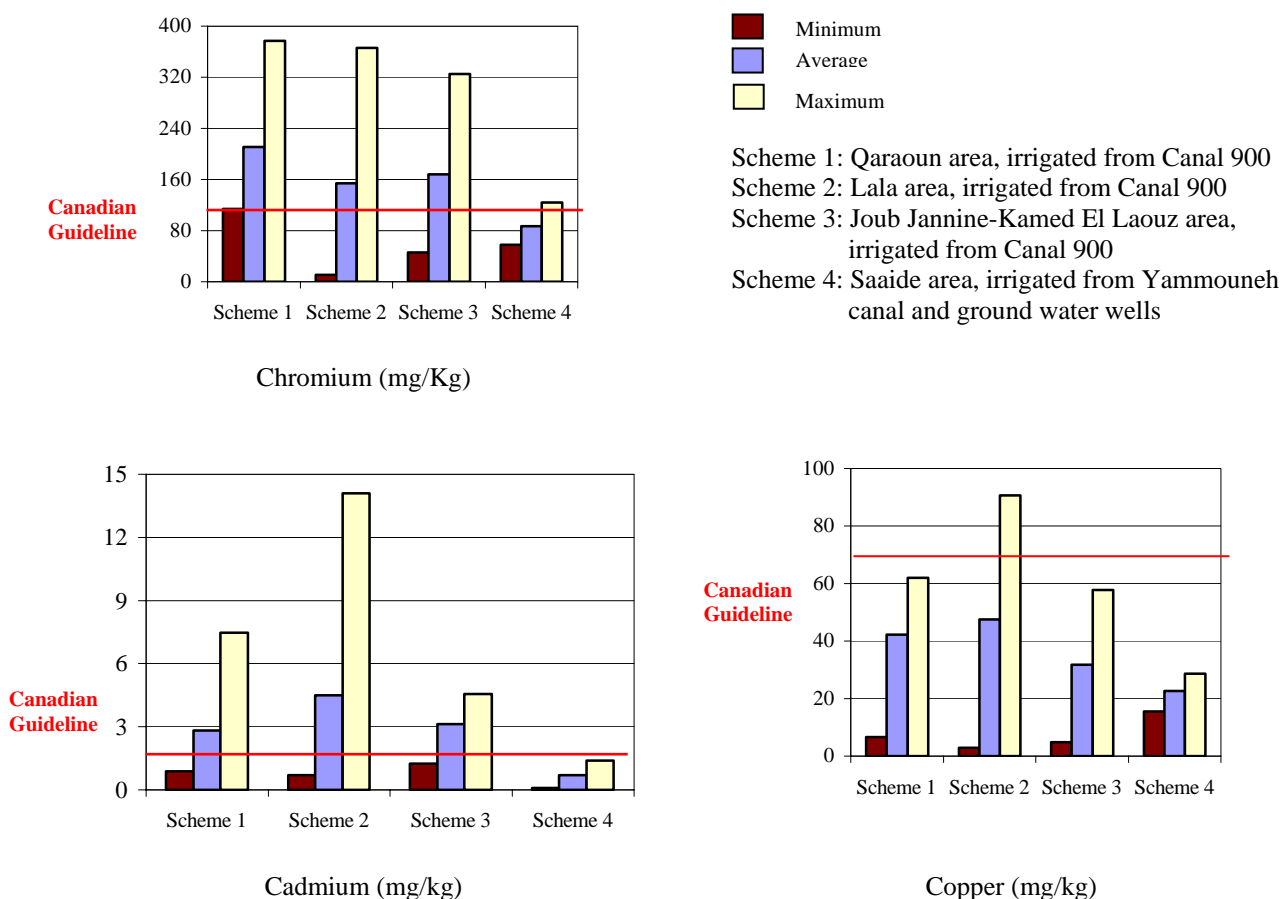 400
320
240
160
80
0
Canadian
Guideline
Scheme 1 Scheme 2 Scheme 3 Scheme 4
Chromium (mg/Kg)
Minimum
Average
Maximum
Scheme 1: Qaraoun area, irrigated from Canal 900
Scheme 2: Lala area, irrigated from Canal 900
Scheme 3: Joub Jannine-Kamed El Laouz area,
irrigated from Canal 900
Scheme 4: Saaide area, irrigated from Yammouneh
canal and ground water wells
15
12
9
6
3
0
Canadian
Guideline
Scheme 1 Scheme 2 Scheme 3 Scheme 4
Cadmium (mg/kg)
100
80
60
40
20
0
Canadian
Guideline
Scheme 1 Scheme 2 Scheme 3 Scheme 4
Copper (mg/kg)